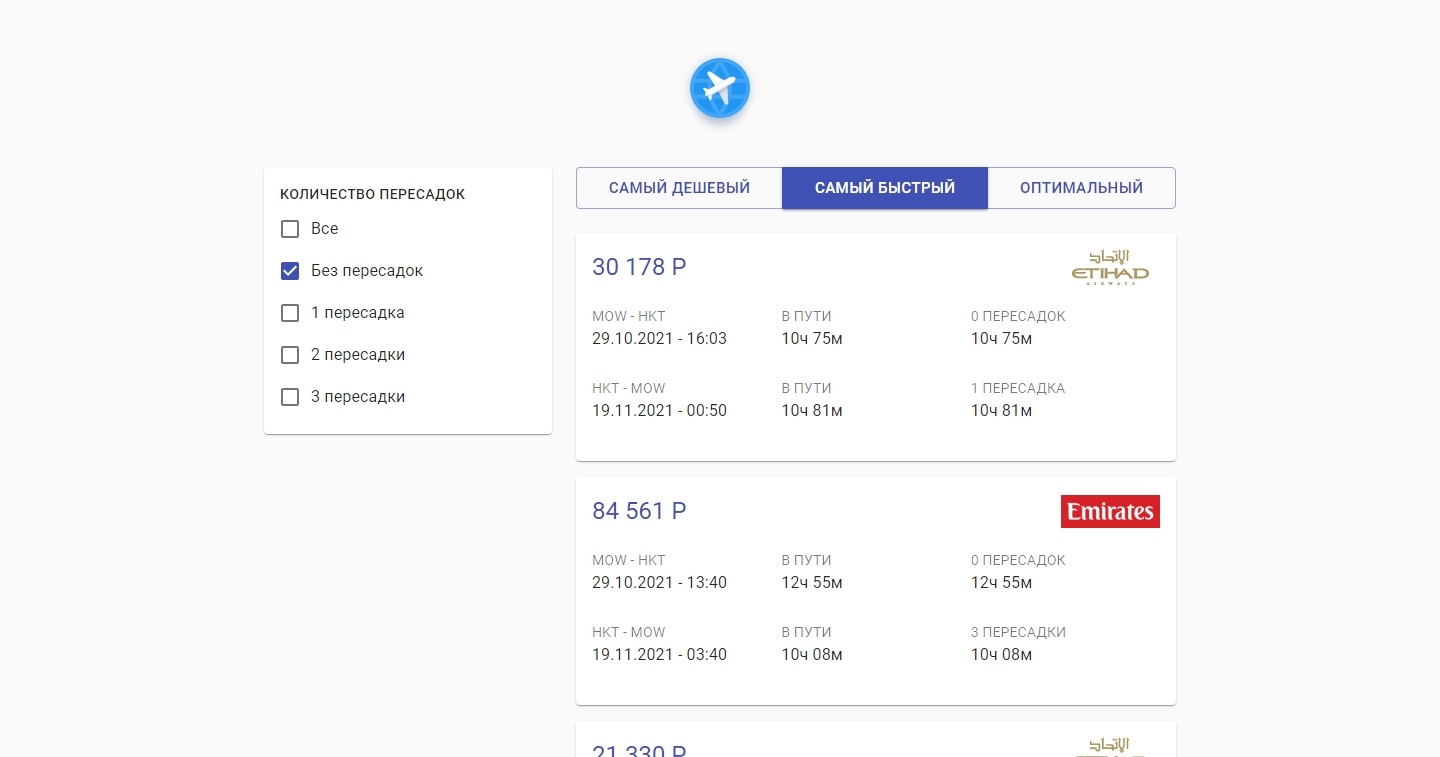 КОЛИЧЕСТВО ПЕРЕСАДОК
Все
Без пересадок
1 пересадка
2 пересадки
3 пересадки
САМЫЙ ДЕШЕВЫЙ САМЫЙ БЫСТРЫЙ ОПТИМАЛЬНЫЙ
30 178 Р
الإتحاد
ETIHAD
AIRWAYS
MOW - HKT В ПУТИ 0 ПЕРЕСАДОК
29.10.2021 - 16:03 10ч 75м 10ч 75м
HKT - MOW В ПУТИ 1 ПЕРЕСАДКА
19.11.2021 - 00:50 10ч 81м 10ч 81м
84 561 Р Emirates
MOW - HKT В ПУТИ 0 ПЕРЕСАДОК
29.10.2021 - 13:40 12ч 55м 12ч 55м
HKT - MOW В ПУТИ 3 ПЕРЕСАДКИ
19.11.2021 - 03:40 10ч 08м 10ч 08м
21 330 Р
الإتحاد